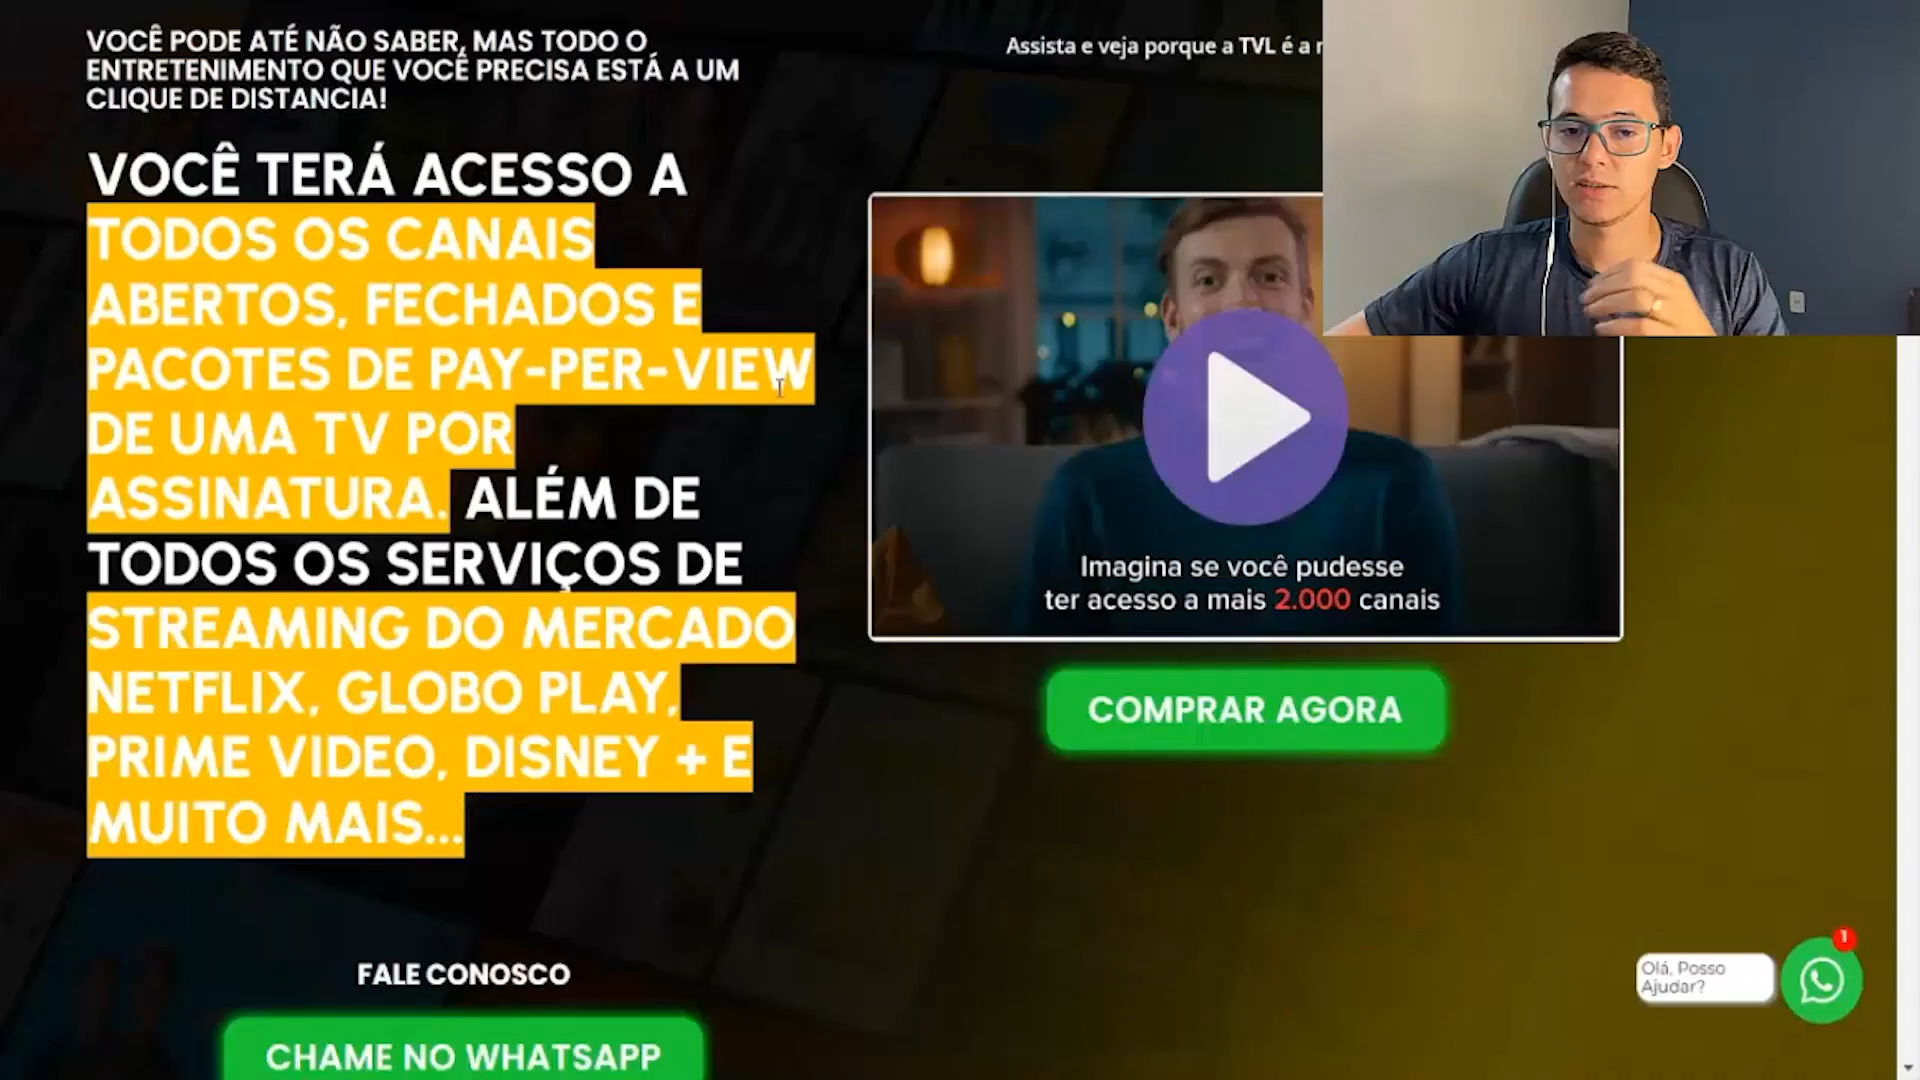 VOCÊ PODE ATÉ NÃO SABER, MAS TODO O
ENTRETENIMENTO QUE VOCÊ PRECISA ESTÁ A UM
CLIQUE DE DISTANCIA!
VOCÊ TERÁ ACESSO A
TODOS OS CANAIS
ABERTOS, FECHADOS E
PACOTES DE PAY-PER-VIEW
DE UMA TV POR
ASSINATURA. ALÉM DE
TODOS OS SERVIÇOS DE
STREAMING DO MERCADO
NETFLIX, GLOBO PLAY,
PRIME VIDEO, DISNEY + E
MUITO MAIS...
FALE CONOSCO
CHAME NO WHATSAPP
Assista e veja porque a TVL é a
Imagina se você pudesse
ter acesso a mais 2.000 canais
COMPRAR AGORA
Olá, Posso
Ajudar?
1